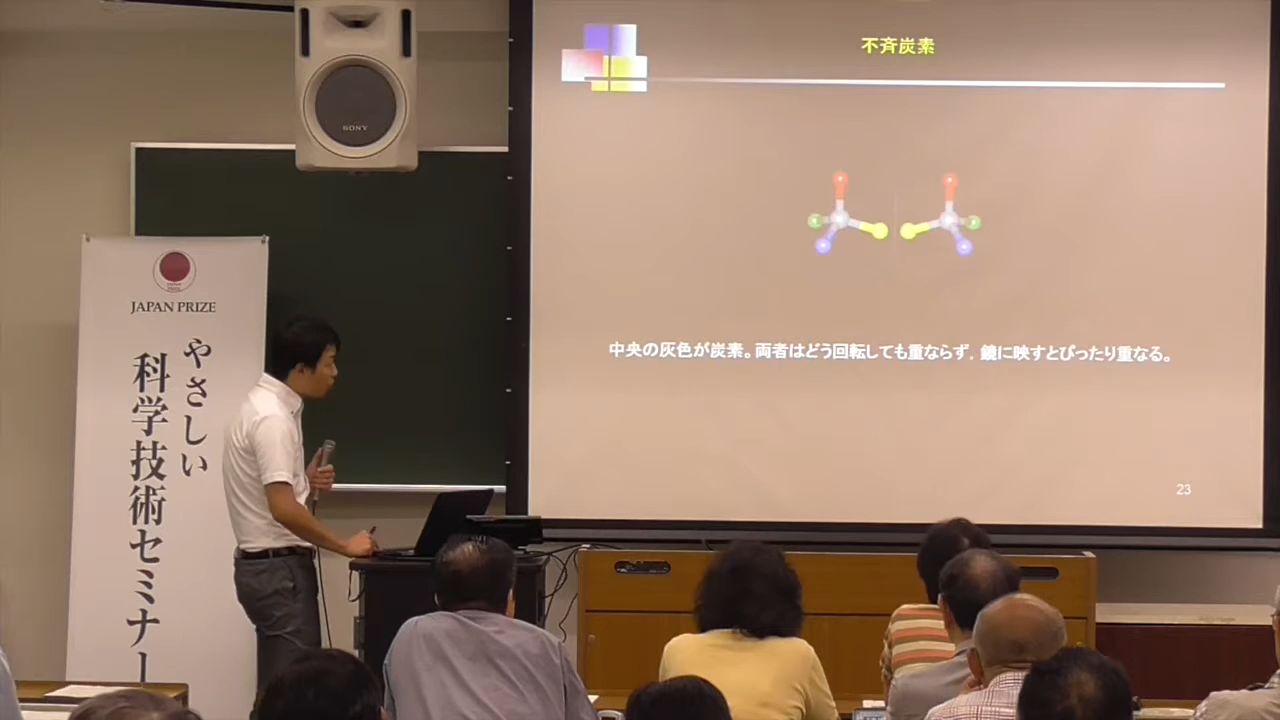 SONY
JAPAN PRIZE
やさしい
科学技術セミナー
不斉炭素
中央の灰色が炭素。両者はどう回転しても重ならず，鏡に映すとぴったり重なる。
23